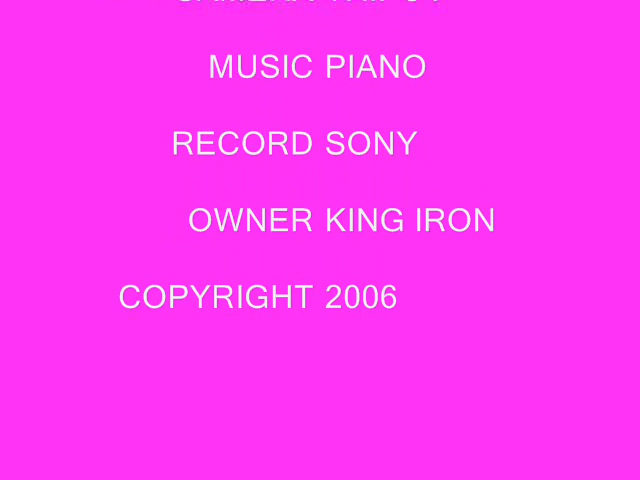 MUSIC PIANO
RECORD SONY
OWNER KING IRON
COPYRIGHT 2006